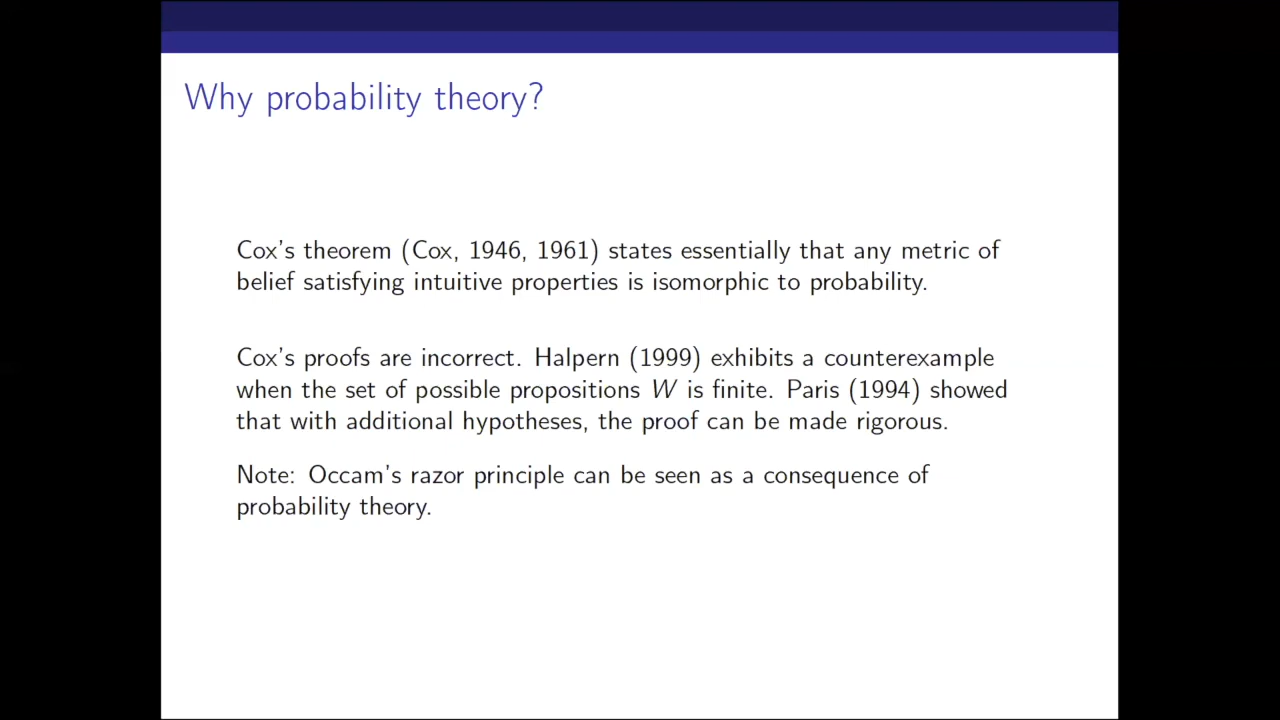 Why probability theory?
Cox's theorem (Cox, 1946, 1961) states essentially that any metric of
belief satisfying intuitive properties is isomorphic to probability.
Cox's proofs are incorrect. Halpern (1999) exhibits a counterexample
when the set of possible propositions W is finite. Paris (1994) showed
that with additional hypotheses, the proof can be made rigorous.
Note: Occam's razor principle can be seen as a consequence of
probability theory.